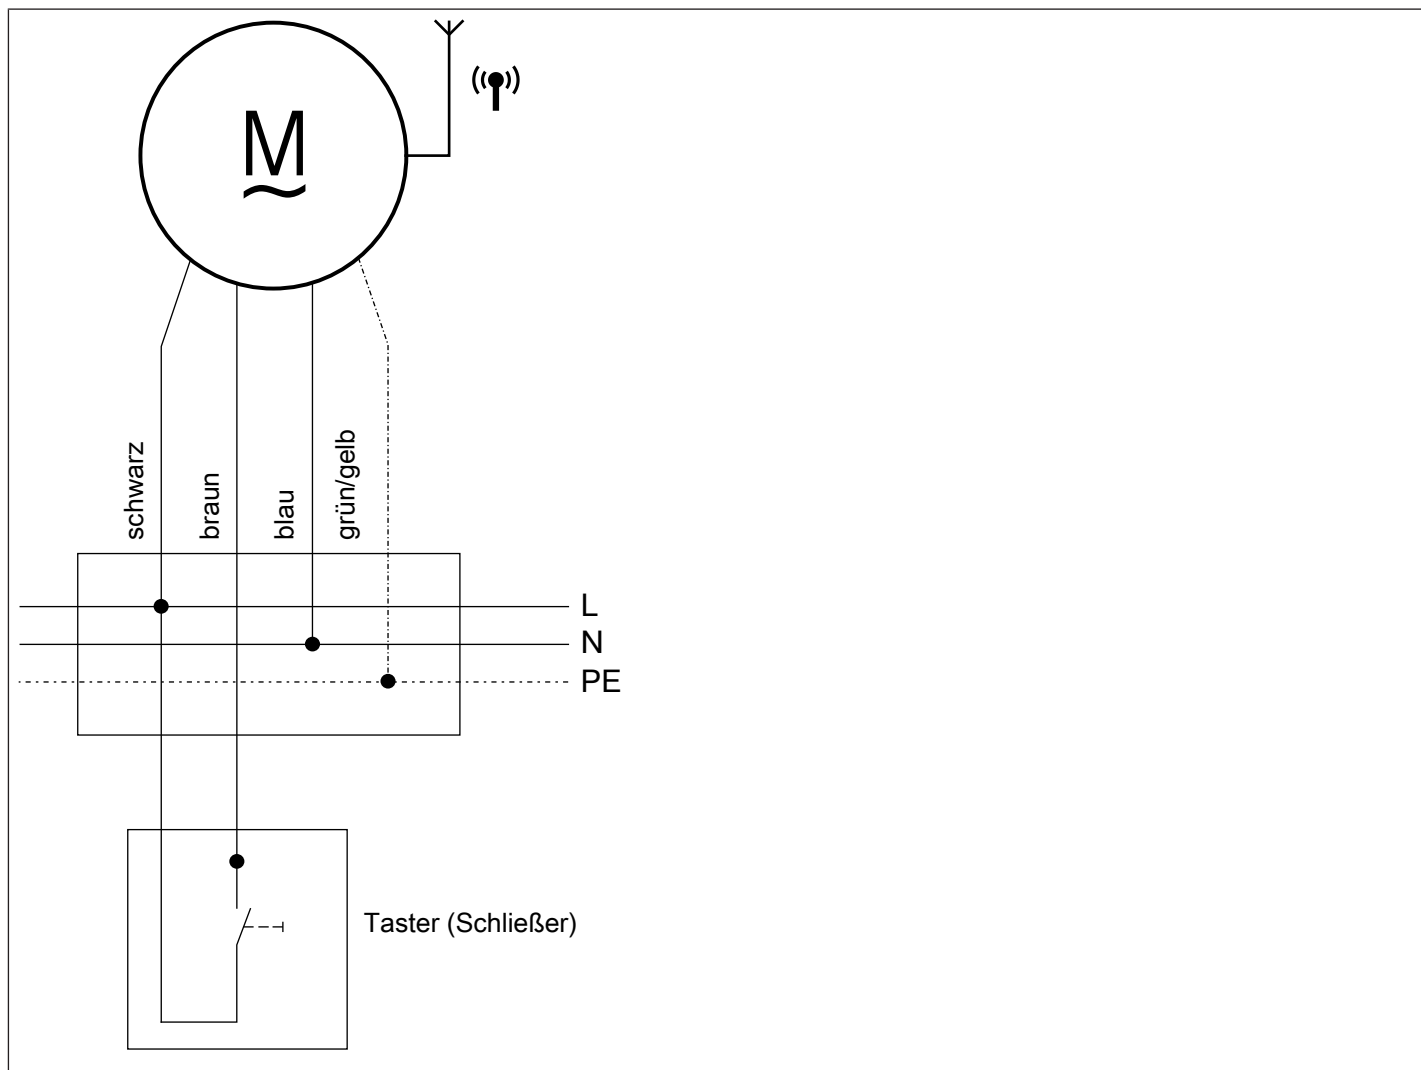 M
~
schwarz
braun
blau
grün/gelb
L
N
PE
Taster (Schließer)